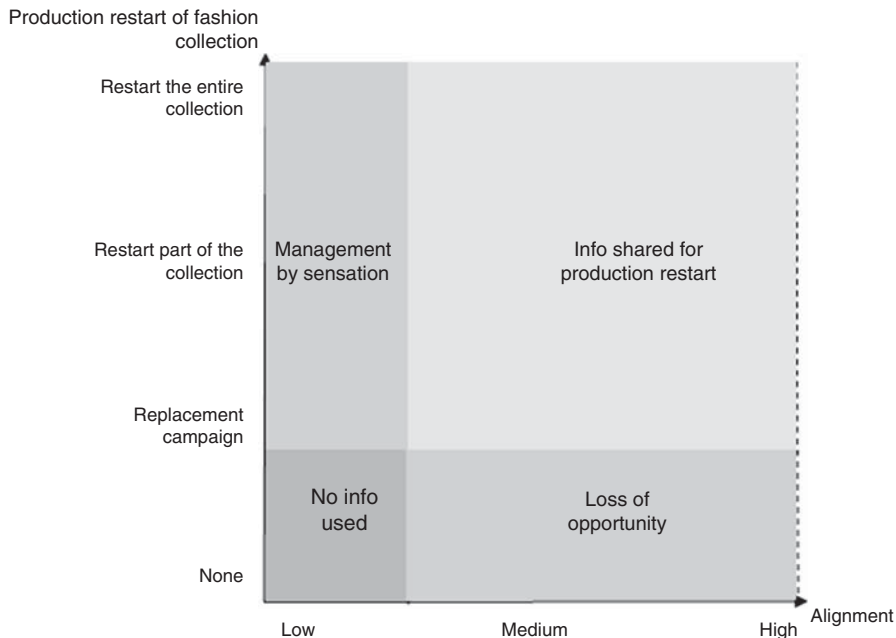 Production restart of fashion
collection
Restart the entire
collection
Restart part of the
collection
Management
by sensation
Info shared for
production restart
Replacement
campaign
No info
used
Loss of
opportunity
None
Low
Medium
High
Alignment